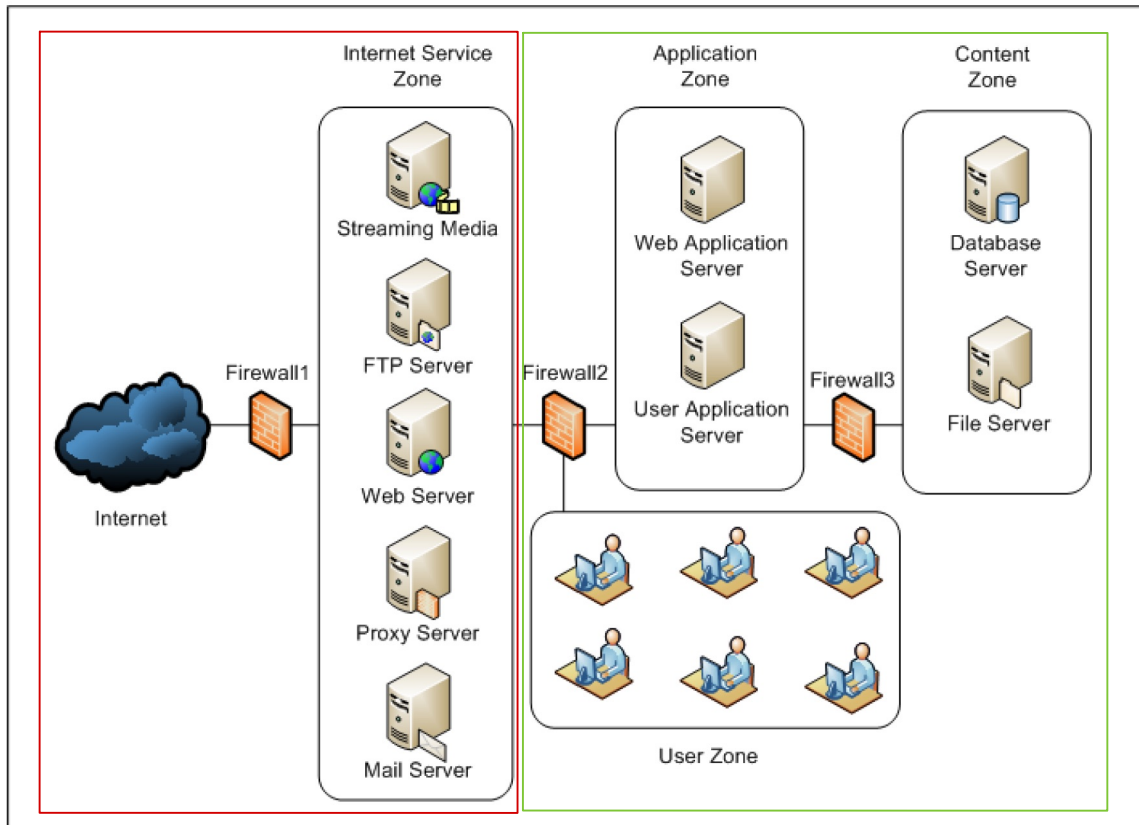 Internet Service
Zone
Application
Zone
Content
Zone
Streaming Media
Web Application
Server
Database
Server
FTP Server
Firewall1
Firewall2
Firewall3
User Application
Server
File Server
Web Server
Internet
Proxy Server
Mail Server
User Zone